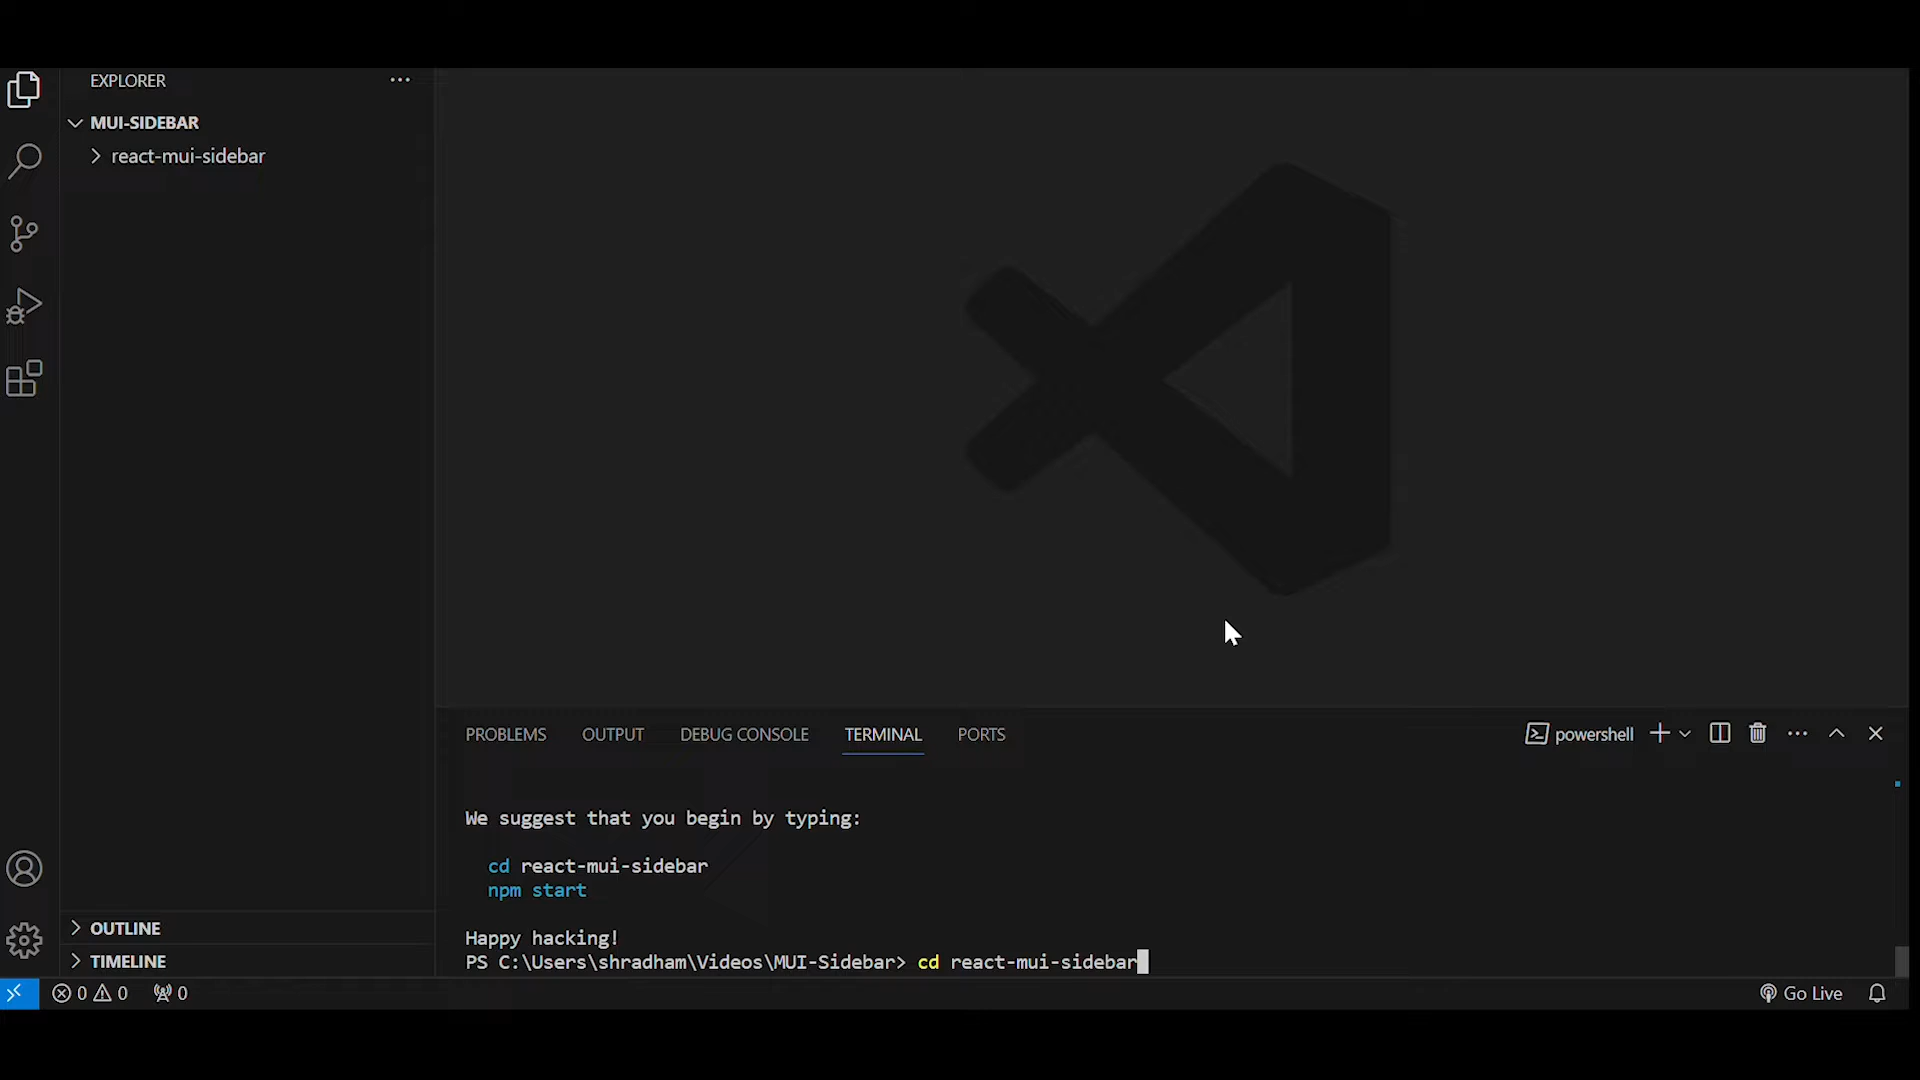 EXPLORER
MUI-SIDEBAR
react-mui-sidebar
PROBLEMS OUTPUT DEBUG CONSOLE TERMINAL PORTS
powershell
We suggest that you begin by typing:
cd react-mui-sidebar
npm start
Happy hacking!
PS C:\Users\shradham\Videos\MUI-Sidebar> cd react-mui-sidebar
OUTLINE
TIMELINE
0 0 0
Go Live